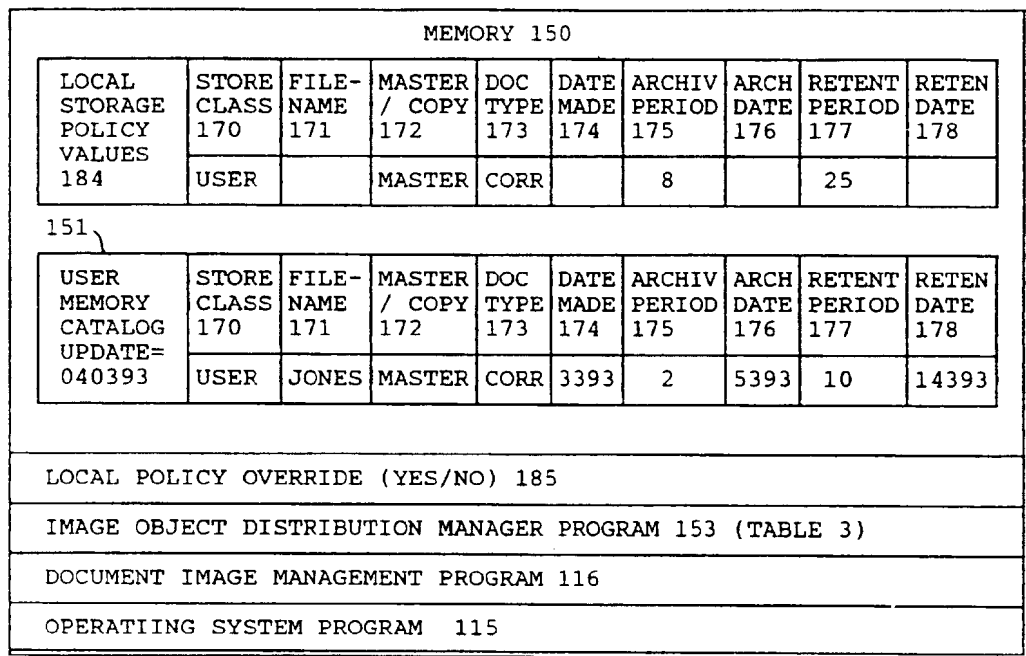 MEMORY 150
LOCAL STORAGE POLICY VALUES 184 | STORE CLASS 170 | FILE- NAME 171 | MASTER / COPY 172 | DOC TYPE 173 | DATE MADE 174 | ARCHIV PERIOD 175 | ARCH DATE 176 | RETENT PERIOD 177 | RETEN DATE 178
USER | | MASTER | CORR | | 8 | | 25 |
151
USER MEMORY CATALOG UPDATE= 040393 | STORE CLASS 170 | FILE- NAME 171 | MASTER / COPY 172 | DOC TYPE 173 | DATE MADE 174 | ARCHIV PERIOD 175 | ARCH DATE 176 | RETENT PERIOD 177 | RETEN DATE 178
USER | JONES | MASTER | CORR | 3393 | 2 | 5393 | 10 | 14393
LOCAL POLICY OVERRIDE (YES/NO) 185
IMAGE OBJECT DISTRIBUTION MANAGER PROGRAM 153 (TABLE 3)
DOCUMENT IMAGE MANAGEMENT PROGRAM 116
OPERATIING SYSTEM PROGRAM 115